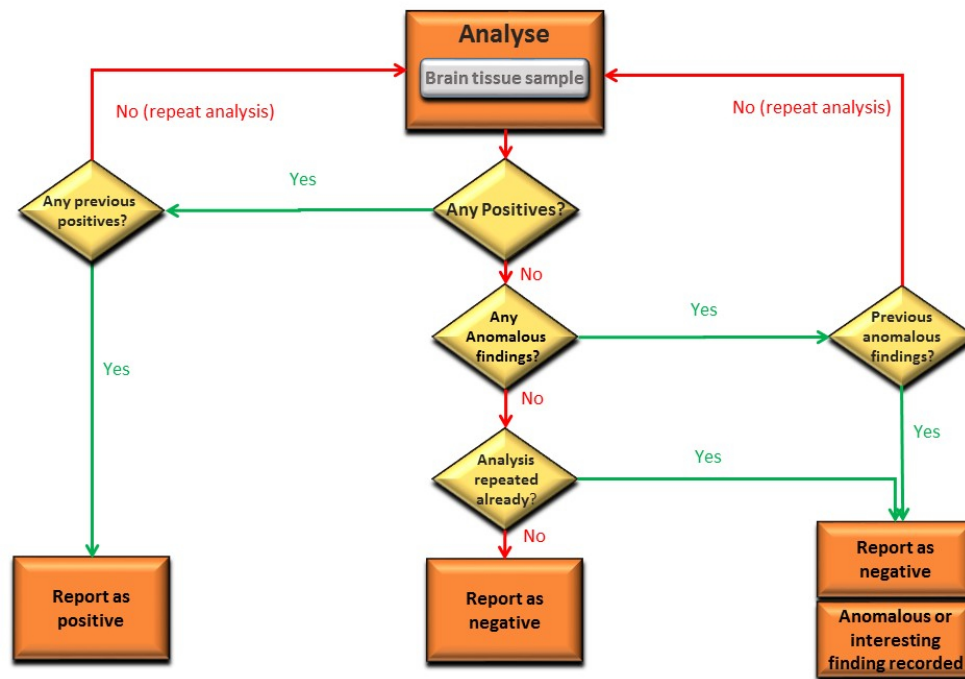 Analyse
Brain tissue sample
No (repeat analysis)
No (repeat analysis)
Any previous
positives?
Yes
Any Positives?
No
Any
Anomalous
findings?
Yes
Previous
anomalous
findings?
Yes
No
Analysis
repeated
already?
Yes
Yes
No
Report as
positive
Report as
negative
Report as
negative
Anomalous or
interesting
finding recorded